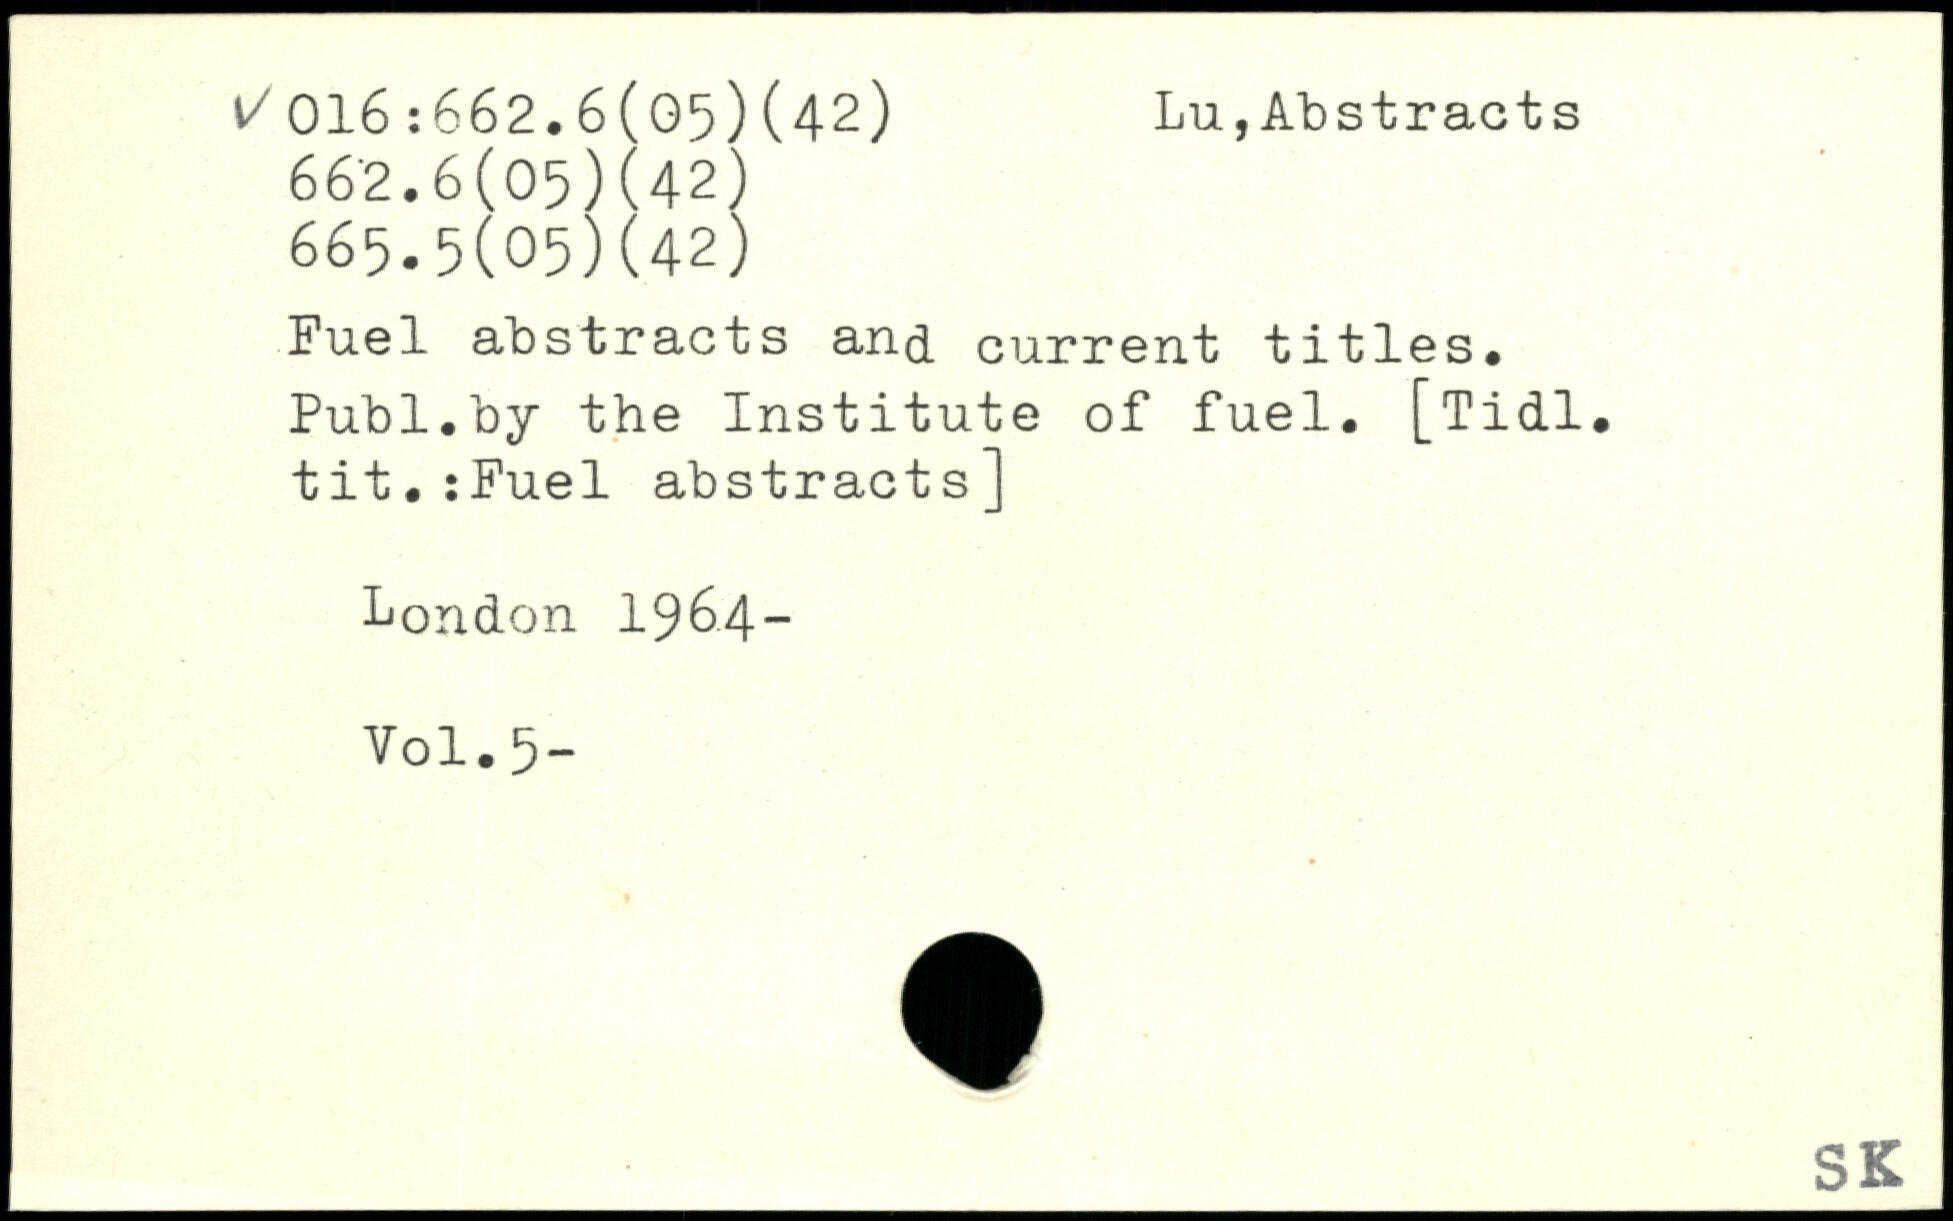 ✓ 016:662.6(05)(42) Lu,Abstracts
662.6(05)(42)
665.5(05)(42)
Fuel abstracts and current titles.
Publ.by the Institute of fuel. [Tidl.
tit.:Fuel abstracts]
London 1964-
Vol.5-
SK